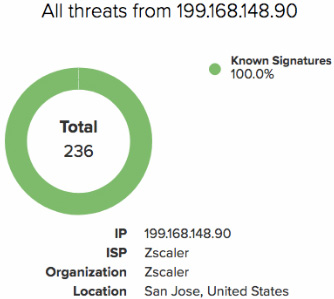 All threats from 199.168.148.90
Known Signatures
100.0%
Total
236
IP 199.168.148.90
ISP Zscaler
Organization Zscaler
Location San Jose, United States